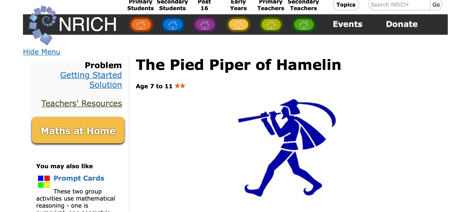 Primary Students
Secondary Students
Post 16
Early Years
Primary Teachers
Secondary Teachers
Topics
Search NRICH
Go
NRICH
Events
Donate
Hide Menu
Problem
Getting Started
Solution
Teachers' Resources
Maths at Home
You may also like
Prompt Cards
These two group
activities use mathematical
reasoning - one is
The Pied Piper of Hamelin
Age 7 to 11